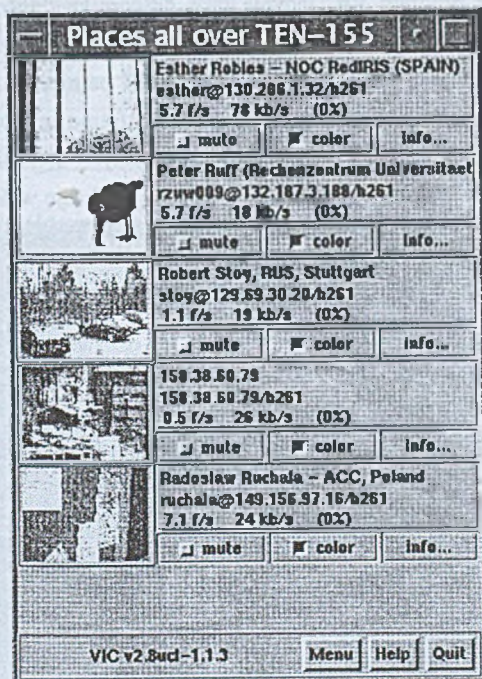 Places all over TEN-155
Esther Robles - NOC RedIRIS (SPAIN)
esther@130.206.1.32/h261
5.7 f/s 78 kb/s (0%)
mute color info...
Peter Ruff (Rechenzentrum Universitaet
rzuw009@132.187.3.188/h261
5.7 f/s 18 kb/s (0%)
mute color info...
Robert Stoy, RUS, Stuttgart
stoy@129.69.30.20/h261
1.1 f/s 19 kb/s (0%)
mute color info...
158.38.60.79
158.38.60.79/h261
0.5 f/s 26 kb/s (0%)
mute color info...
Radoslaw Ruchala - ACC, Poland
ruchala@149.156.97.16/h261
7.1 f/s 24 kb/s (0%)
mute color info...
VIC v2.8ucl-1.1.3 Menu Help Quit